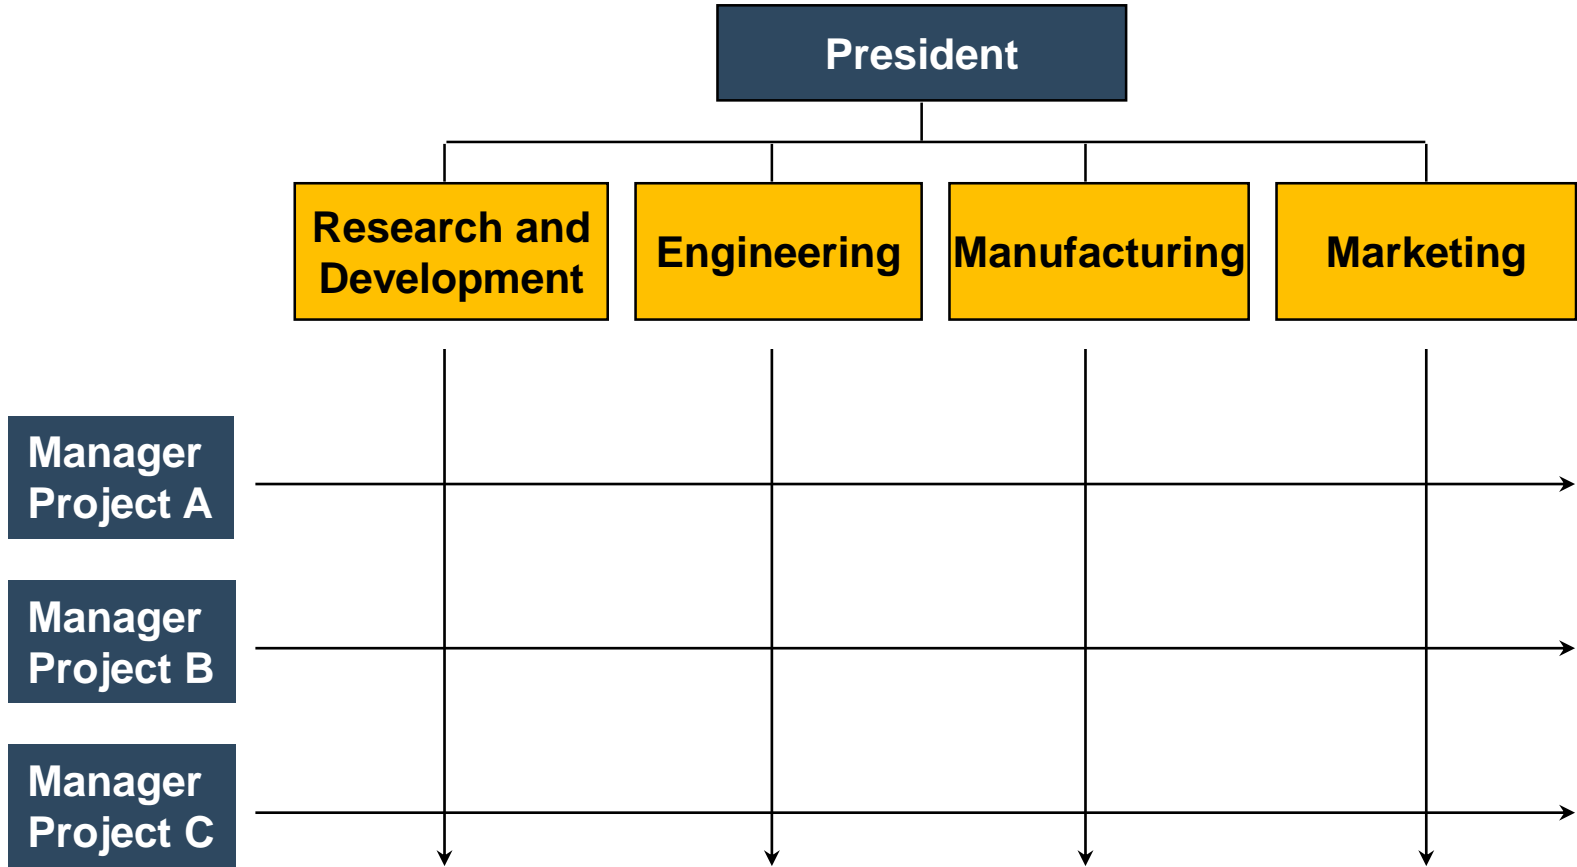 President
Research and
Development
Engineering
Manufacturing
Marketing
Manager
Project A
Manager
Project B
Manager
Project C